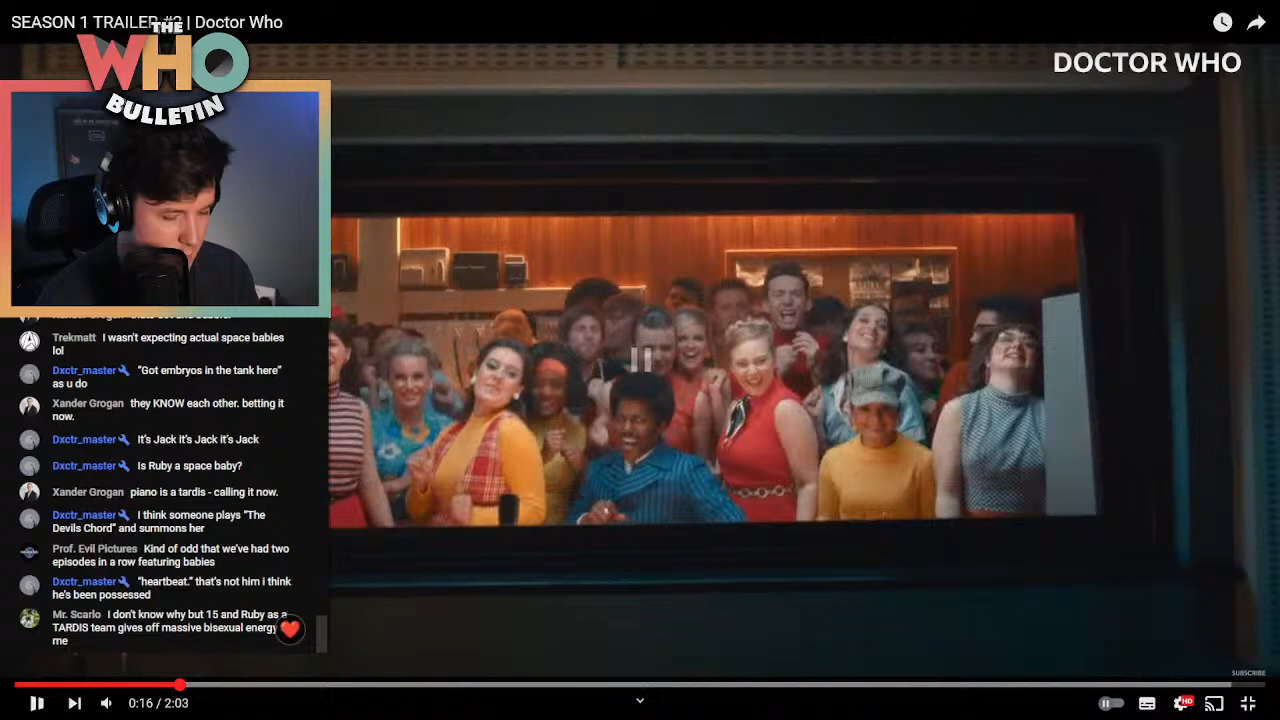 SEASON 1 TRAILER #2 | Doctor Who
THE
WHO
BULLETIN
DOCTOR WHO
Trekmatt I wasn't expecting actual space babies
lol
Dxctr_master "Got embryos in the tank here"
as u do
Xander Grogan they KNOW each other. betting it
now.
Dxctr_master It's Jack it's Jack it's Jack
Dxctr_master Is Ruby a space baby?
Xander Grogan piano is a tardis - calling it now.
Dxctr_master I think someone plays "The
Devils Chord" and summons her
Prof. Evil Pictures Kind of odd that we've had two
episodes in a row featuring babies
Dxctr_master "heartbeat." that's not him i think
he's been possessed
Mr. Scarlo I don't know why but 15 and Ruby as a
TARDIS team gives off massive bisexual energy
me
SUBSCRIBE
0:16 / 2:03
HD